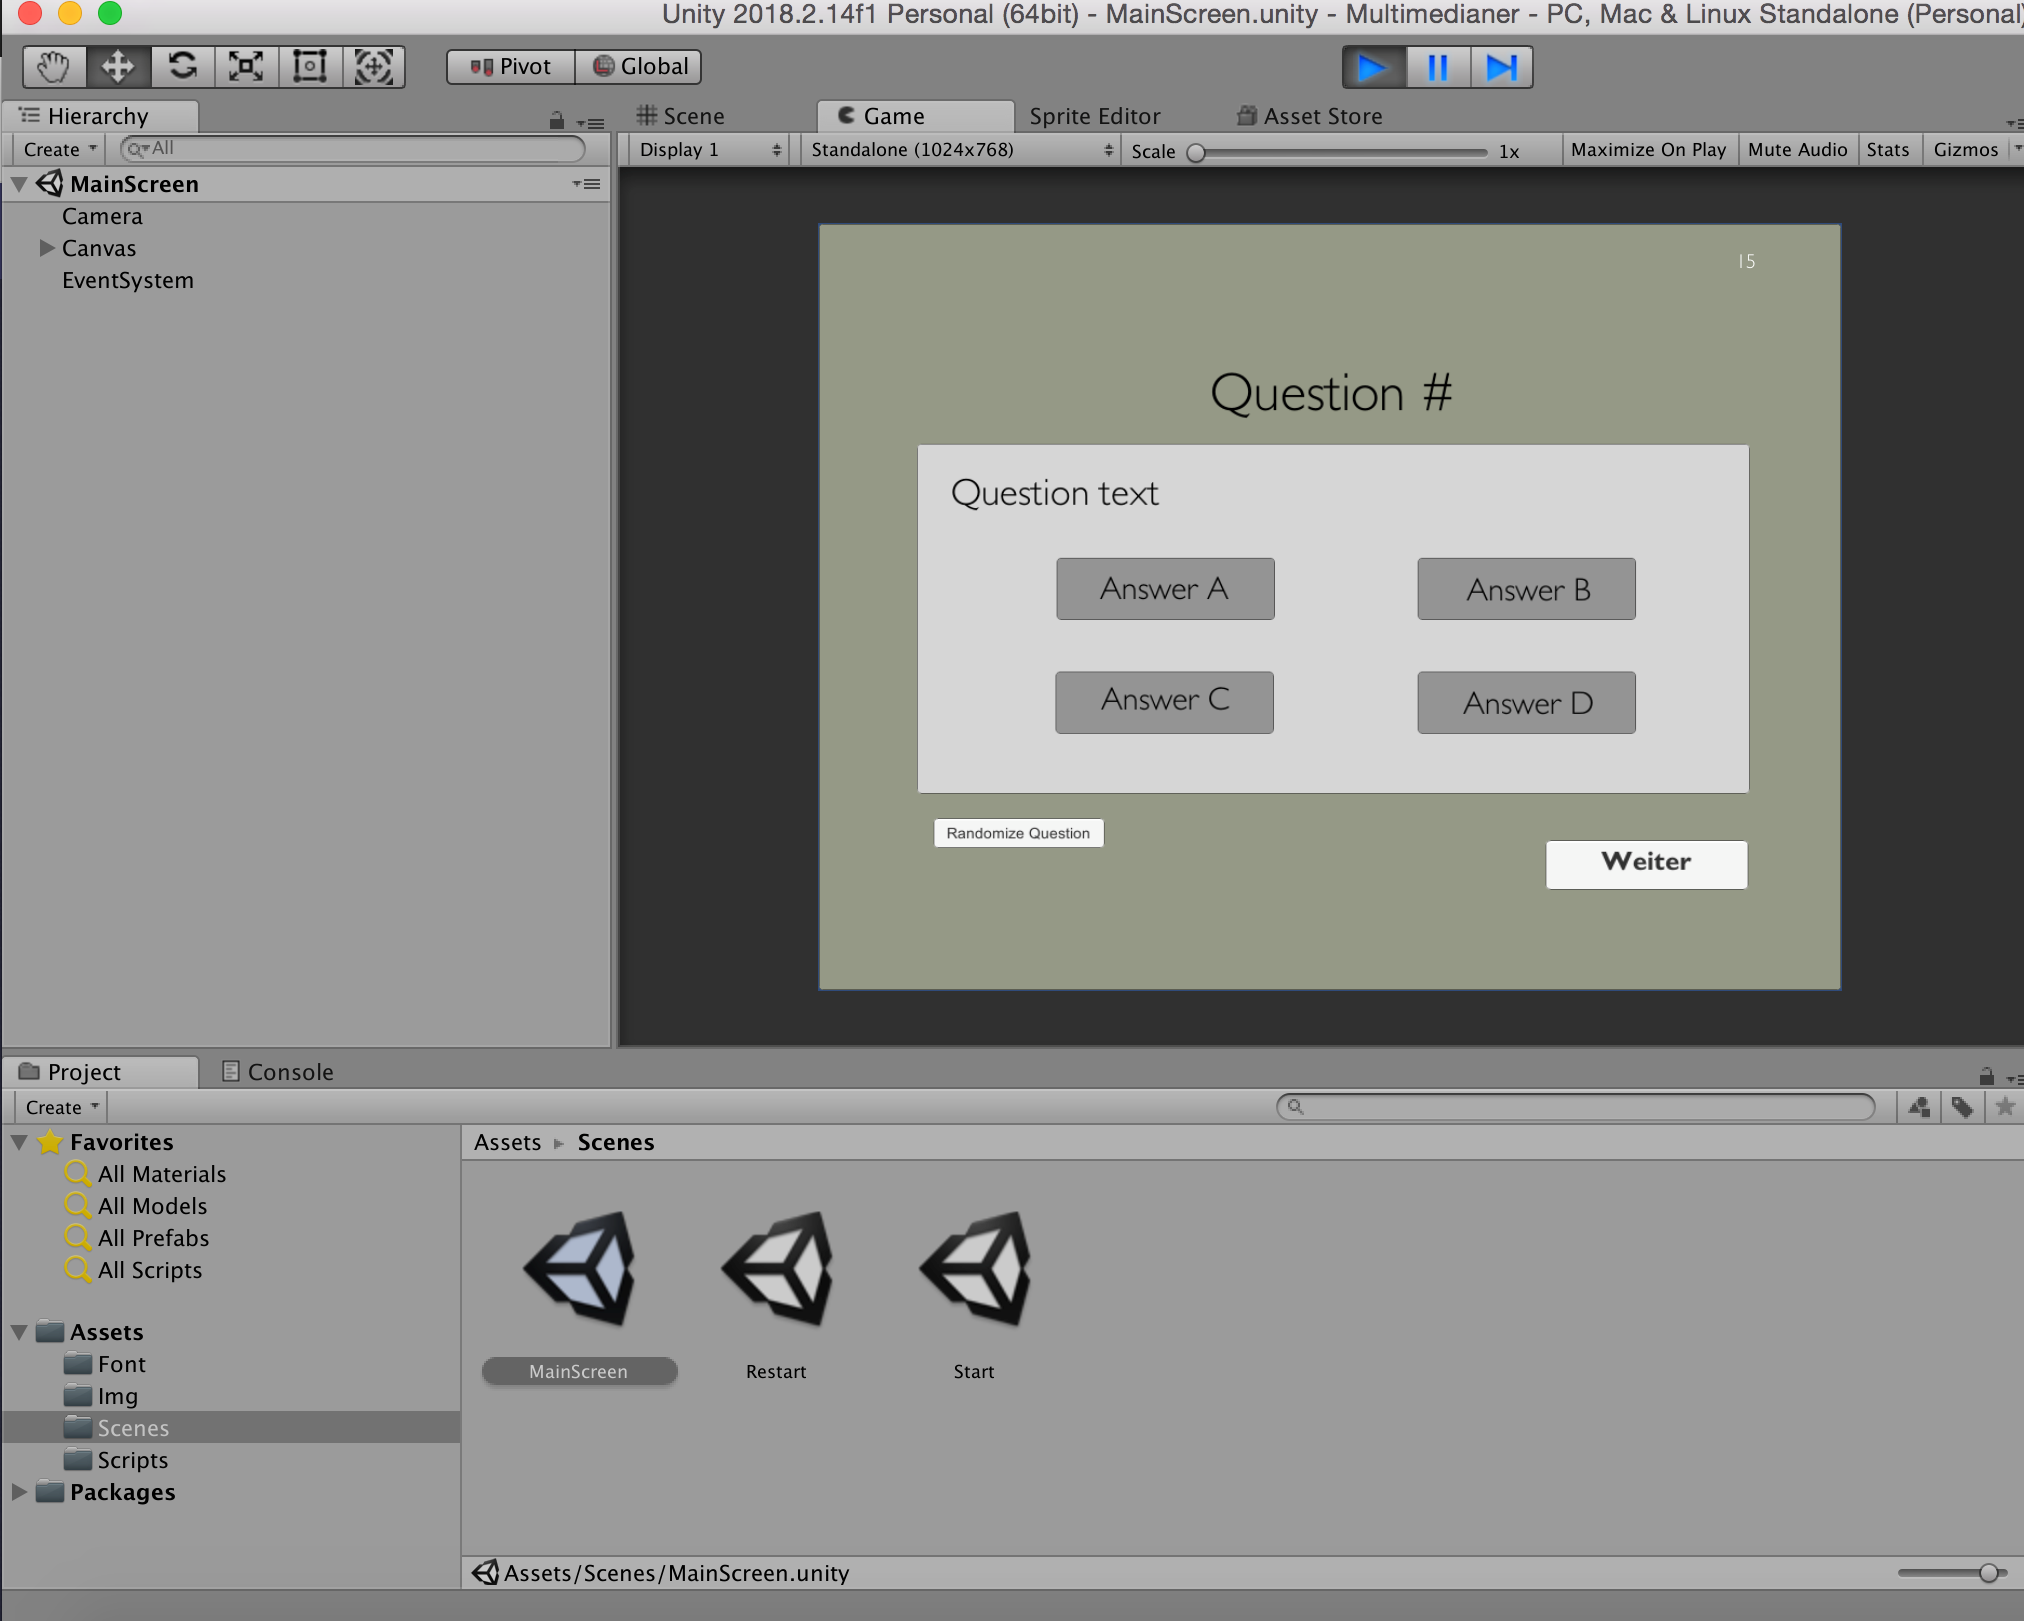 Unity 2018.2.14f1 Personal (64bit) - MainScreen.unity - Multimedianer - PC, Mac & Linux Standalone (Personal)
Pivot Global
Hierarchy
Create All
MainScreen
Camera
Canvas
EventSystem
Scene Game Sprite Editor Asset Store
Display 1 Standalone (1024x768) Scale 1x Maximize On Play Mute Audio Stats Gizmos
15
Question #
Question text
Answer A Answer B
Answer C Answer D
Randomize Question
Weiter
Project Console
Create
Favorites
All Materials
All Models
All Prefabs
All Scripts
Assets
Font
Img
Scenes
Scripts
Packages
Assets Scenes
MainScreen Restart Start
Assets/Scenes/MainScreen.unity